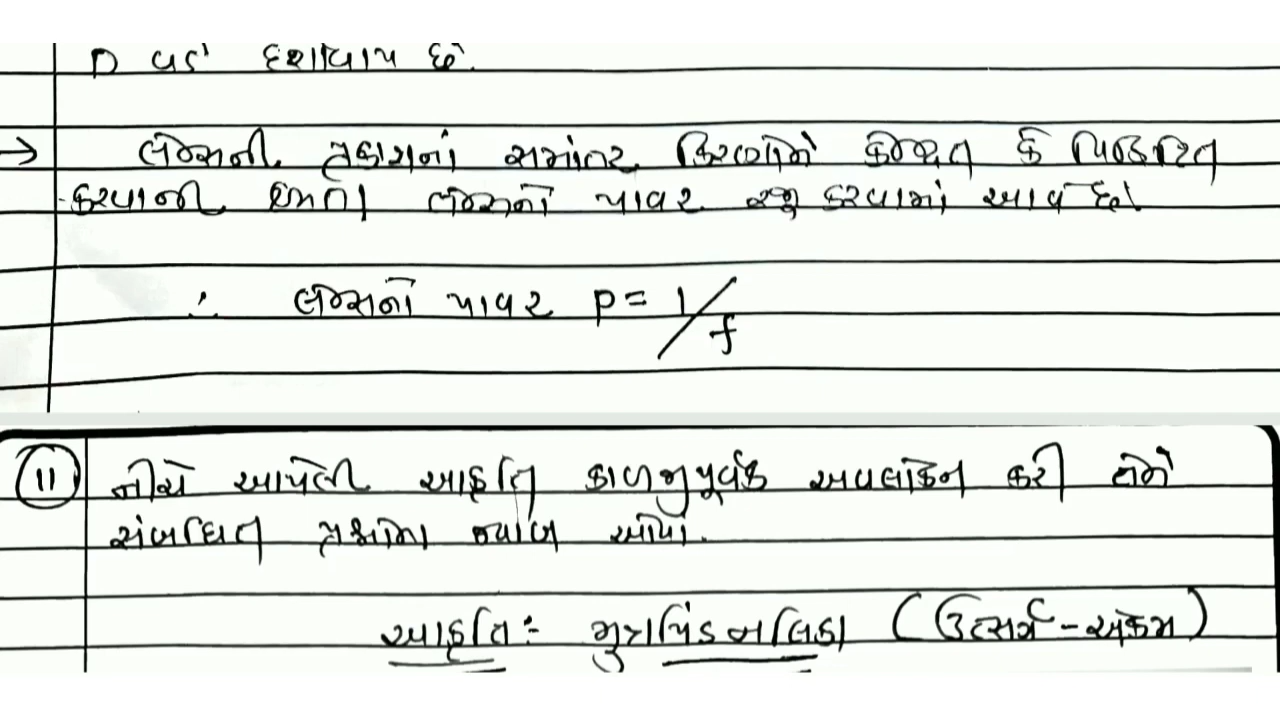 D વડે દર્શાવાય છે.
→ લેન્સની પ્રકાશનાં સમાંતર કિરણોને કેન્દ્રિત કે વિકેન્દ્રિત
કરવાની ક્ષમતા લેન્સનો પાવર રજૂ કરવામાં આવે છે.
∴ લેન્સનો પાવર P = 1/f
11 નીચે આપેલી આકૃતિ કાળજીપૂર્વક અવલોકન કરી તેને
સંબંધિત પ્રશ્નોના જવાબ આપો.
આકૃતિ:- મુત્રપિંડ નલિકા (ઉત્સર્ગ - એકમ)